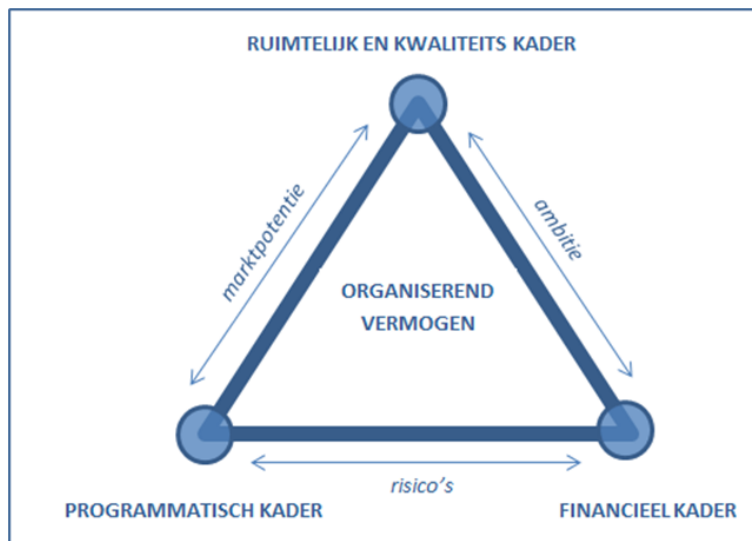 RUIMTELIJK EN KWALITEITS KADER
marktpotentie
ambitie
ORGANISEREND
VERMOGEN
risico's
PROGRAMMATISCH KADER
FINANCIEEL KADER